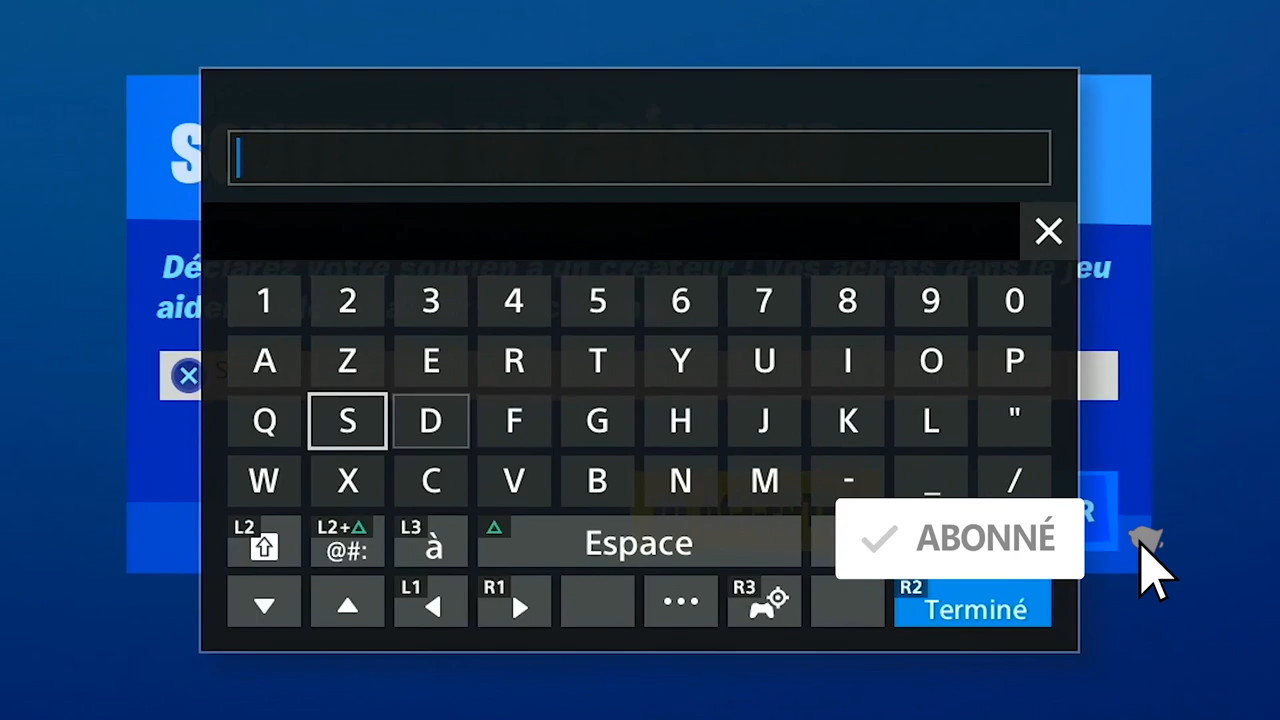 S
Déclarez votre soutien à un créateur ! Vos achats dans le jeu
aide
1 2 3 4 5 6 7 8 9 0
A Z E R T Y U I O P
S
Q S D F G H J K L "
W X C V B N M - _ /
L2 L2+△ @#: L3 à △ Espace
ABONNÉ
R
L1 R1 ... R3 R2 Terminé